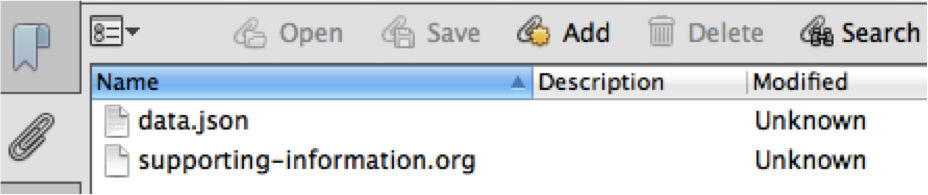 Open Save Add Delete Search
Name Description Modified
data.json Unknown
supporting-information.org Unknown